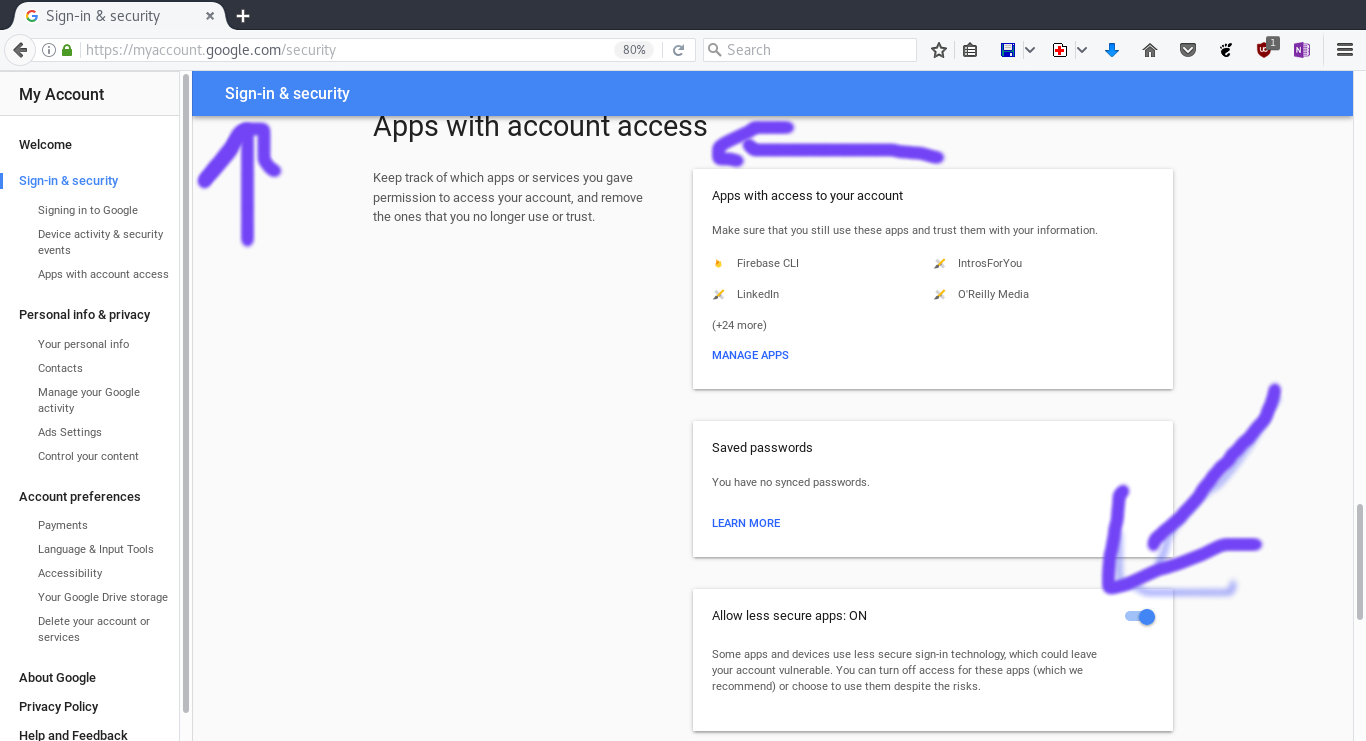 Sign-in & security
https://myaccount.google.com/security
80%
Search
1
My Account
Sign-in & security
Welcome
Sign-in & security
Signing in to Google
Device activity & security
events
Apps with account access
Personal info & privacy
Your personal info
Contacts
Manage your Google
activity
Ads Settings
Control your content
Account preferences
Payments
Language & Input Tools
Accessibility
Your Google Drive storage
Delete your account or
services
About Google
Privacy Policy
Help and Feedback
Apps with account access
Keep track of which apps or services you gave
permission to access your account, and remove
the ones that you no longer use or trust.
Apps with access to your account
Make sure that you still use these apps and trust them with your information.
Firebase CLI
IntrosForYou
LinkedIn
O'Reilly Media
(+24 more)
MANAGE APPS
Saved passwords
You have no synced passwords.
LEARN MORE
Allow less secure apps: ON
Some apps and devices use less secure sign-in technology, which could leave
your account vulnerable. You can turn off access for these apps (which we
recommend) or choose to use them despite the risks.